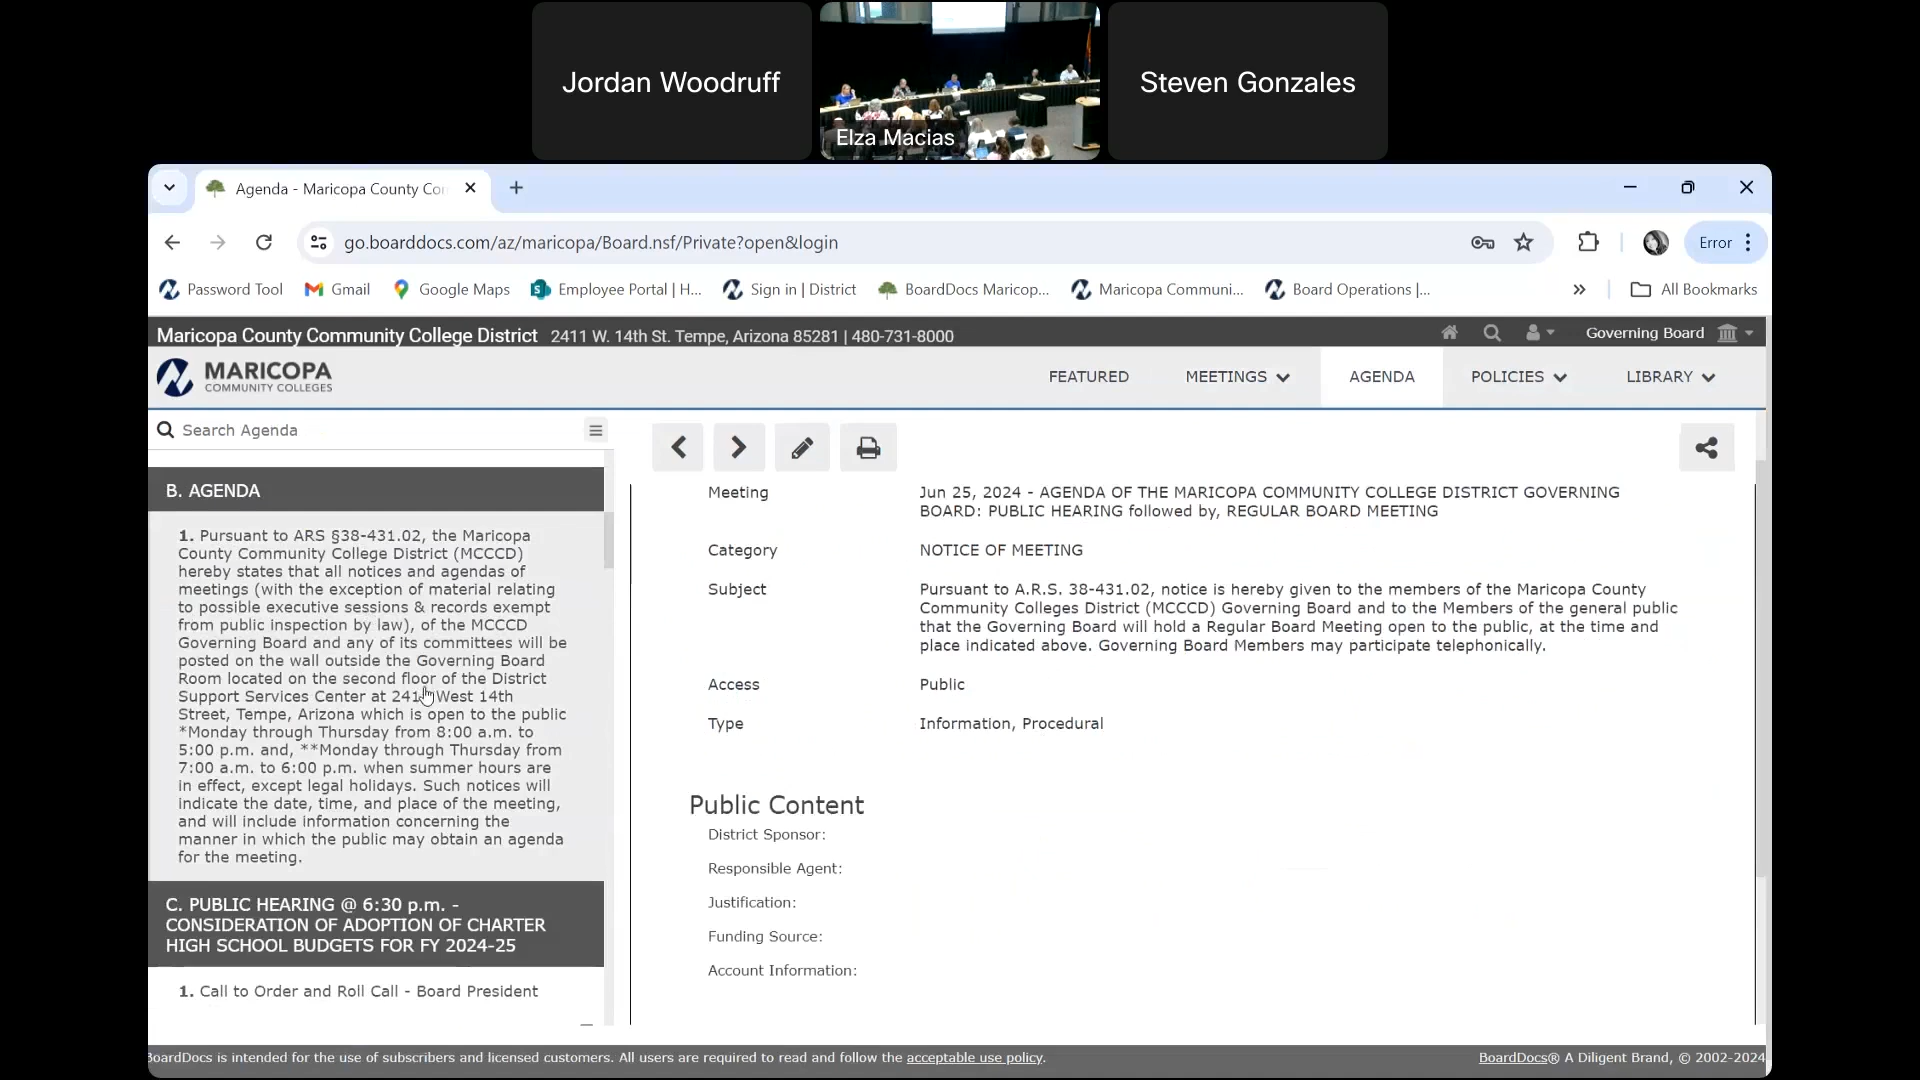 Jordan Woodruff
Elza Macias
Steven Gonzales
Agenda - Maricopa County Co
go.boarddocs.com/az/maricopa/Board.nsf/Private?open&login
Error
Password Tool
Gmail
Google Maps
Employee Portal | H...
Sign in | District
BoardDocs Maricop...
Maricopa Communi...
Board Operations |...
All Bookmarks
Maricopa County Community College District 2411 W. 14th St. Tempe, Arizona 85281 | 480-731-8000
Governing Board
MARICOPA
COMMUNITY COLLEGES
FEATURED
MEETINGS
AGENDA
POLICIES
LIBRARY
Search Agenda
B. AGENDA
1. Pursuant to ARS §38-431.02, the Maricopa
County Community College District (MCCCD)
hereby states that all notices and agendas of
meetings (with the exception of material relating
to possible executive sessions & records exempt
from public inspection by law), of the MCCCD
Governing Board and any of its committees will be
posted on the wall outside the Governing Board
Room located on the second floor of the District
Support Services Center at 241 West 14th
Street, Tempe, Arizona which is open to the public
*Monday through Thursday from 8:00 a.m. to
5:00 p.m. and, **Monday through Thursday from
7:00 a.m. to 6:00 p.m. when summer hours are
in effect, except legal holidays. Such notices will
indicate the date, time, and place of the meeting,
and will include information concerning the
manner in which the public may obtain an agenda
for the meeting.
C. PUBLIC HEARING @ 6:30 p.m. -
CONSIDERATION OF ADOPTION OF CHARTER
HIGH SCHOOL BUDGETS FOR FY 2024-25
1. Call to Order and Roll Call - Board President
Meeting
Jun 25, 2024 - AGENDA OF THE MARICOPA COMMUNITY COLLEGE DISTRICT GOVERNING
BOARD: PUBLIC HEARING followed by, REGULAR BOARD MEETING
Category
NOTICE OF MEETING
Subject
Pursuant to A.R.S. 38-431.02, notice is hereby given to the members of the Maricopa County
Community Colleges District (MCCCD) Governing Board and to the Members of the general public
that the Governing Board will hold a Regular Board Meeting open to the public, at the time and
place indicated above. Governing Board Members may participate telephonically.
Access
Public
Type
Information, Procedural
Public Content
District Sponsor:
Responsible Agent:
Justification:
Funding Source:
Account Information:
BoardDocs is intended for the use of subscribers and licensed customers. All users are required to read and follow the acceptable use policy.
BoardDocs® A Diligent Brand, © 2002-2024